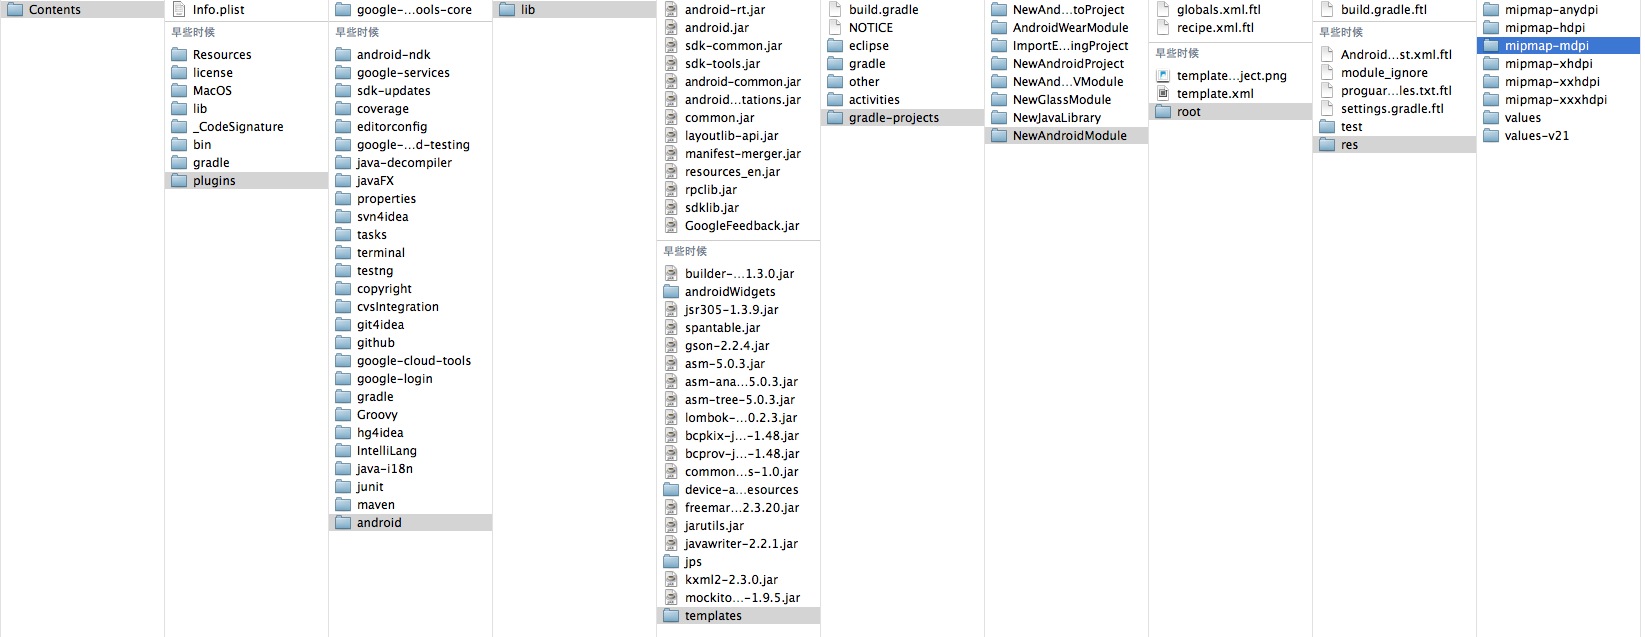 Contents
Info.plist
早些时候
Resources
license
MacOS
lib
_CodeSignature
bin
gradle
plugins
google-...ools-core
早些时候
android-ndk
google-services
sdk-updates
coverage
editorconfig
google-...d-testing
java-decompiler
javaFX
properties
svn4idea
tasks
terminal
testng
copyright
cvsIntegration
git4idea
github
google-cloud-tools
google-login
gradle
Groovy
hg4idea
IntelliLang
java-i18n
junit
maven
android
lib
android-rt.jar
android.jar
sdk-common.jar
sdk-tools.jar
android-common.jar
android...tations.jar
common.jar
layoutlib-api.jar
manifest-merger.jar
resources_en.jar
rpclib.jar
sdklib.jar
GoogleFeedback.jar
早些时候
builder-...1.3.0.jar
androidWidgets
jsr305-1.3.9.jar
spantable.jar
gson-2.2.4.jar
asm-5.0.3.jar
asm-ana...5.0.3.jar
asm-tree-5.0.3.jar
lombok-...0.2.3.jar
bcpkix-j...-1.48.jar
bcprov-j...-1.48.jar
common...s-1.0.jar
device-a...esources
freemar...2.3.20.jar
jarutils.jar
javawriter-2.2.1.jar
jps
kxml2-2.3.0.jar
mockito...-1.9.5.jar
templates
build.gradle
NOTICE
eclipse
gradle
other
activities
gradle-projects
NewAnd...toProject
AndroidWearModule
ImportE...ingProject
NewAndroidProject
NewAnd...VModule
NewGlassModule
NewJavaLibrary
NewAndroidModule
globals.xml.ftl
recipe.xml.ftl
早些时候
template...ject.png
template.xml
root
build.gradle.ftl
早些时候
Android...st.xml.ftl
module_ignore
proguar...les.txt.ftl
settings.gradle.ftl
test
res
mipmap-anydpi
mipmap-hdpi
mipmap-mdpi
mipmap-xhdpi
mipmap-xxhdpi
mipmap-xxxhdpi
values
values-v21